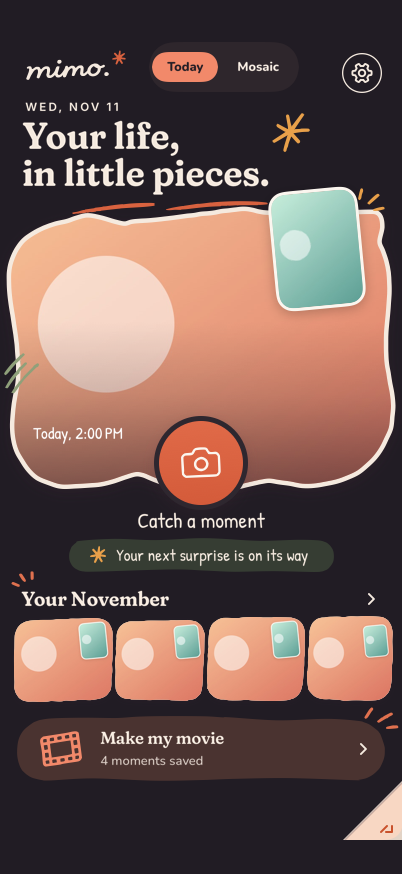 mimo.
Today
Mosaic
WED, NOV 11
Your life,
in little pieces.
Today, 2:00 PM
Catch a moment
Your next surprise is on its way
Your November
Make my movie
4 moments saved